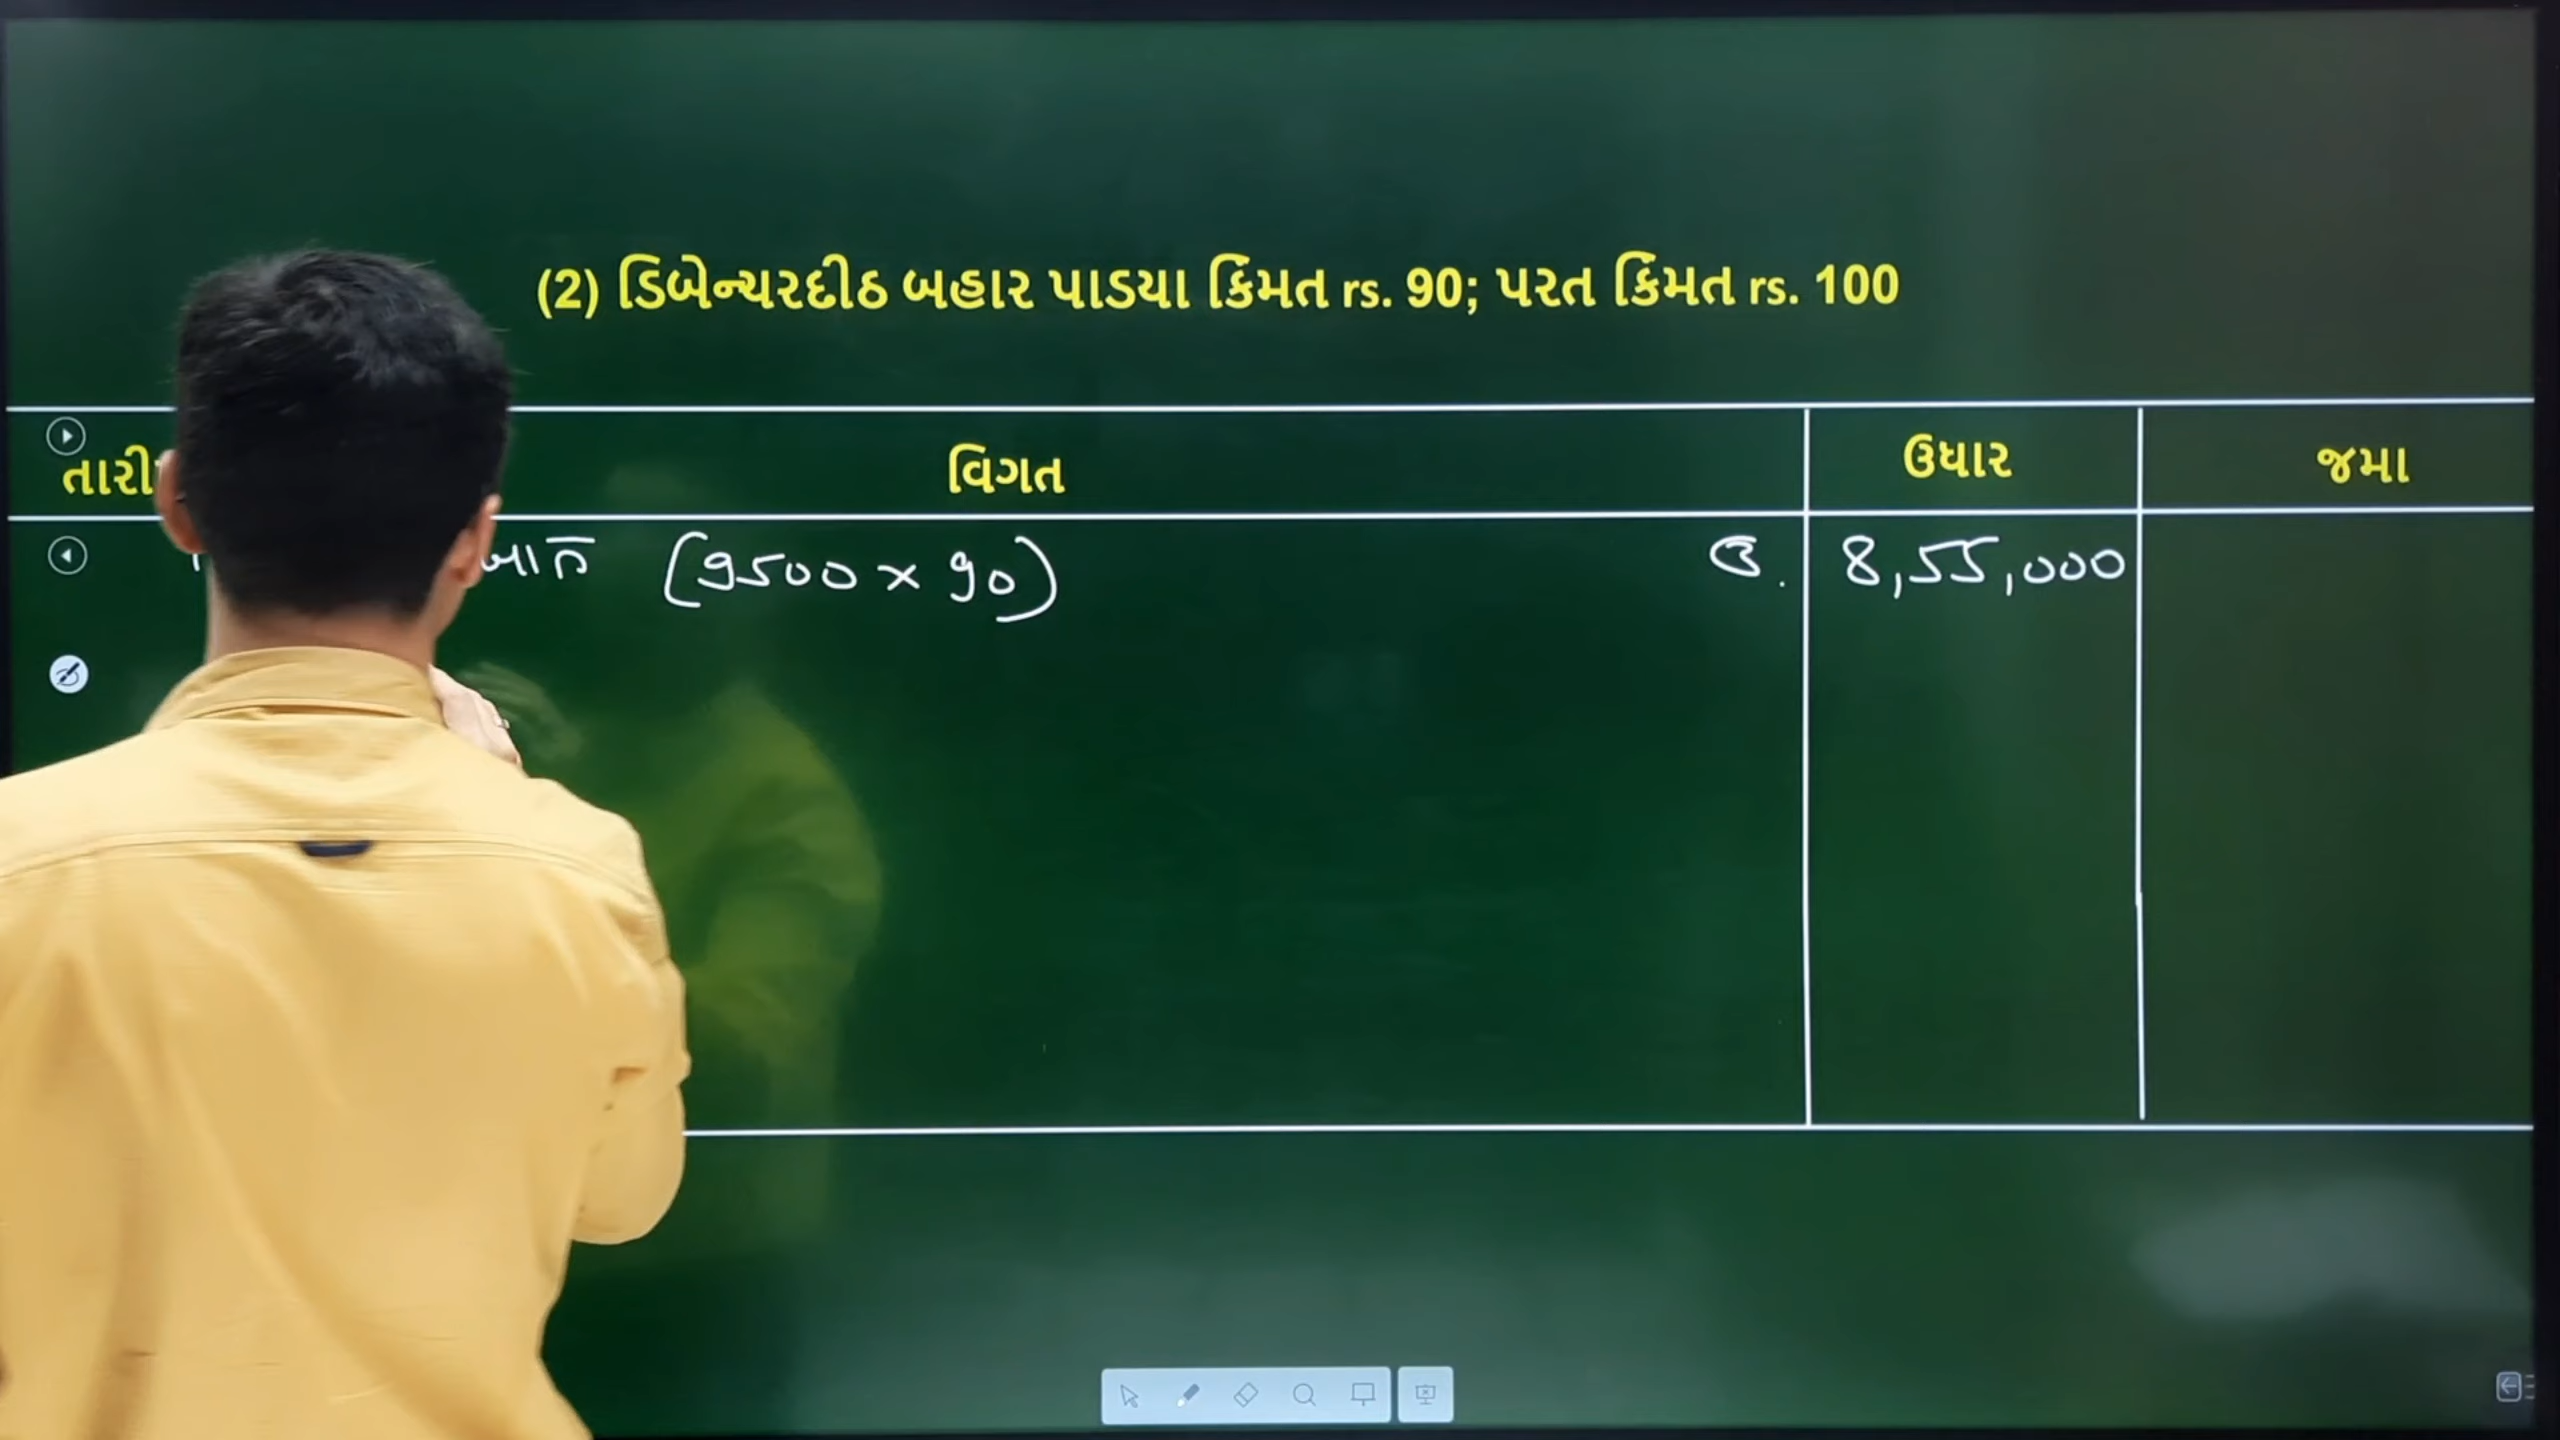 (2) ડિબેન્ચરદીઠ બહાર પાડયા કિંમત rs. 90; પરત કિંમત rs. 100
વિગત ઉધાર જમા
(9500 × 90) ઉ. 8,55,000